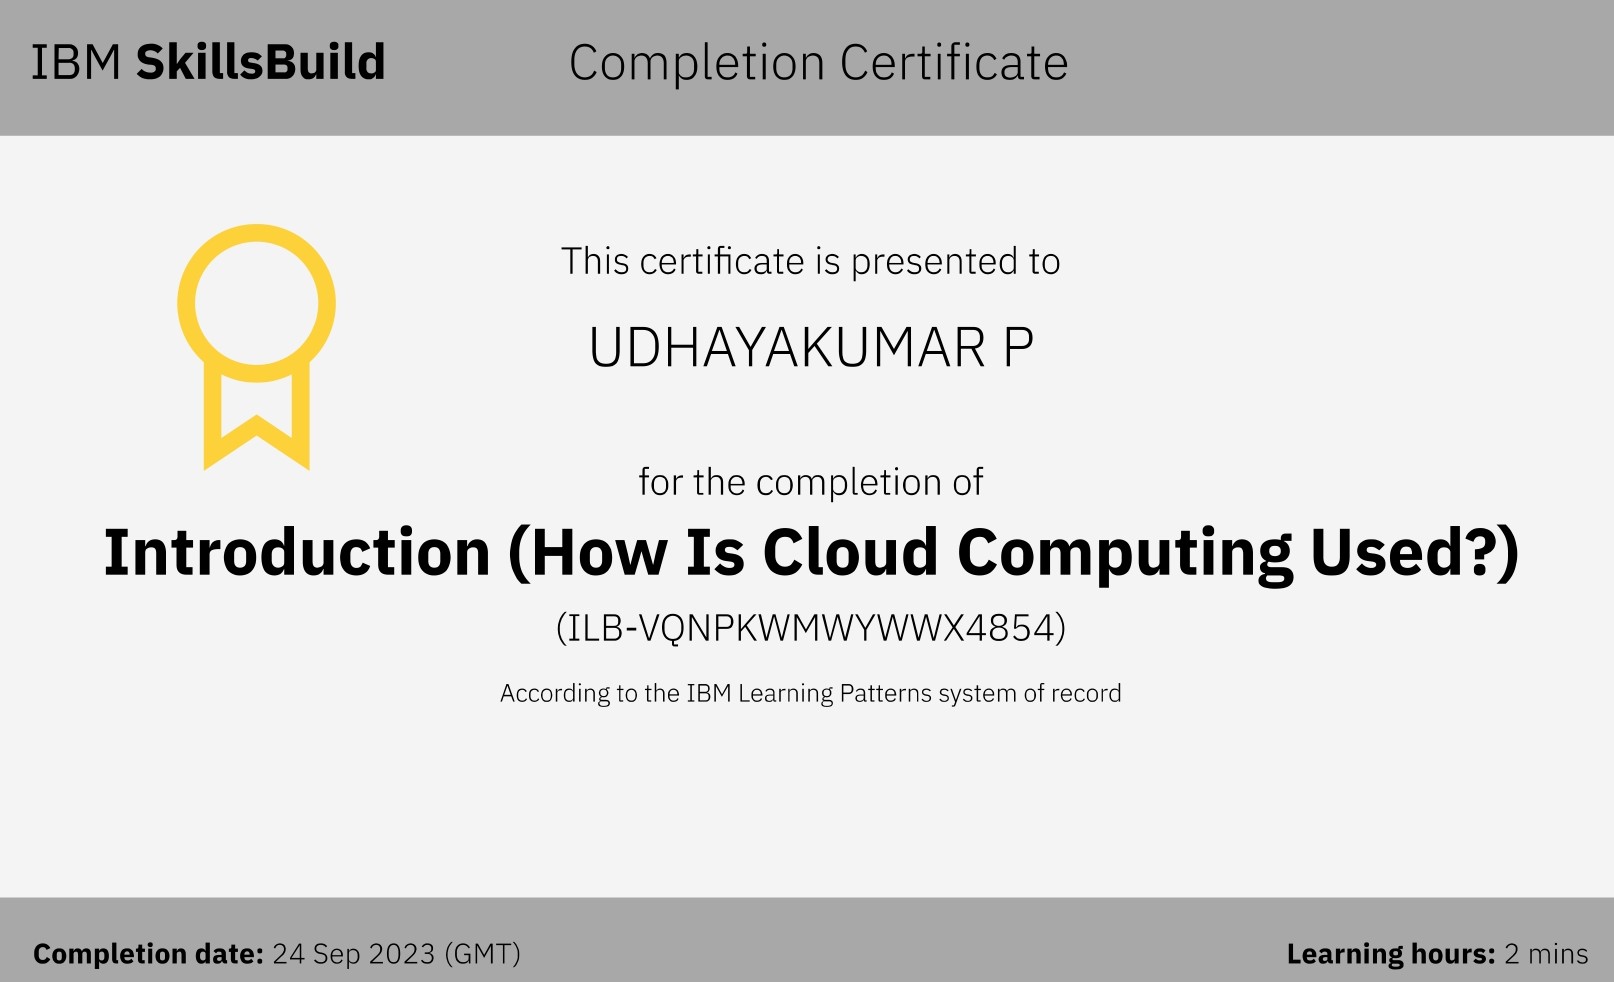 IBM SkillsBuild
Completion Certificate
This certificate is presented to
UDHAYAKUMAR P
for the completion of
Introduction (How Is Cloud Computing Used?)
(ILB-VQNPKWMWYWWX4854)
According to the IBM Learning Patterns system of record
Completion date: 24 Sep 2023 (GMT)
Learning hours: 2 mins